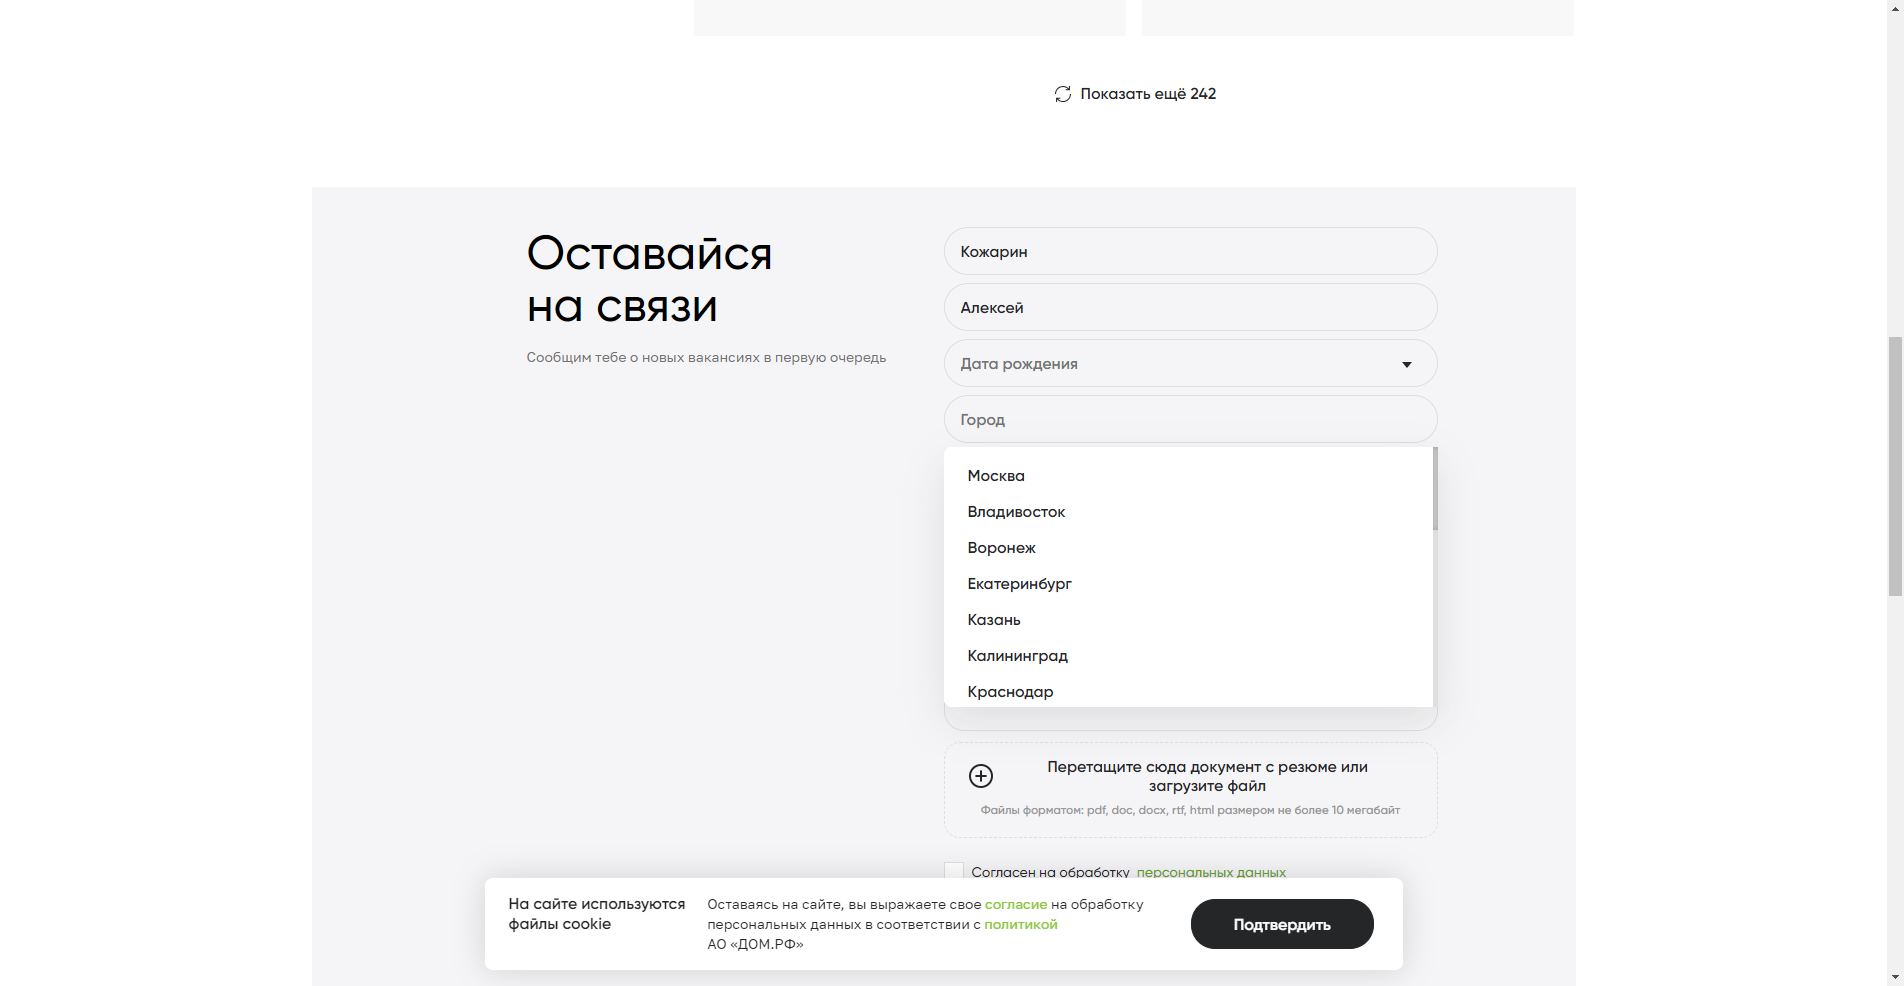 Показать ещё 242
Оставайся
на связи
Сообщим тебе о новых вакансиях в первую очередь
Кожарин
Алексей
Дата рождения
Город
Москва
Владивосток
Воронеж
Екатеринбург
Казань
Калининград
Краснодар
Перетащите сюда документ с резюме или
загрузите файл
Файлы форматом: pdf, doc, docx, rtf, html размером не более 10 мегабайт
Согласен на обработку персональных данных
На сайте используются
файлы cookie
Оставаясь на сайте, вы выражаете свое согласие на обработку
персональных данных в соответствии с политикой
АО «ДОМ.РФ»
Подтвердить